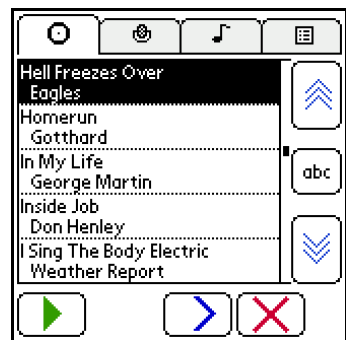 Hell Freezes Over
Eagles
Homerun
Gotthard
In My Life
George Martin
abc
Inside Job
Don Henley
I Sing The Body Electric
Weather Report